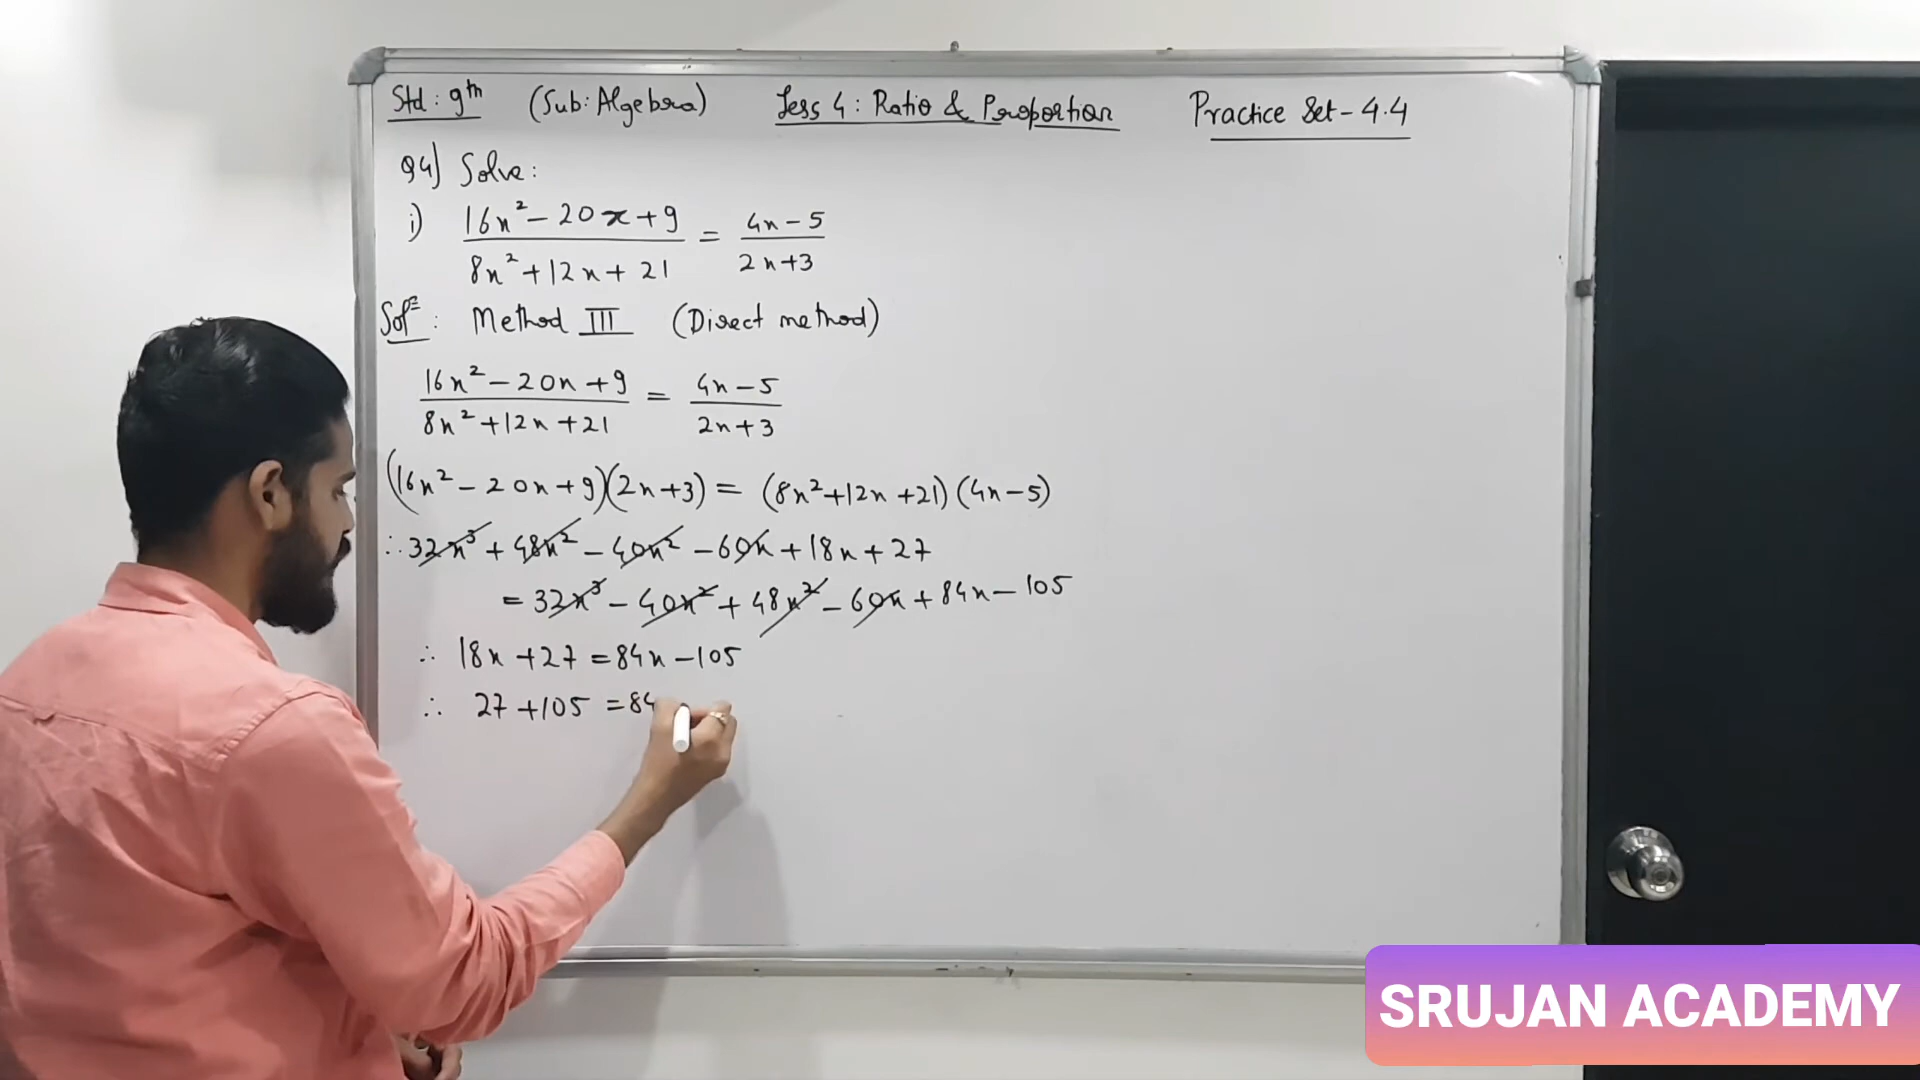 Std : 9th (Sub: Algebra) Less 4 : Ratio & Proportion Practice Set - 4.4
Q4) Solve :
i) (16x² - 20x + 9)/(8x² + 12x + 21) = (4x - 5)/(2x + 3)
Solⁿ : Method III (Direct method)
(16x² - 20x + 9)/(8x² + 12x + 21) = (4x - 5)/(2x + 3)
(16x² - 20x + 9)(2x + 3) = (8x² + 12x + 21)(4x - 5)
∴ 32x³ + 48x² - 40x² - 60x + 18x + 27
= 32x³ - 40x² + 48x² - 60x + 84x - 105
∴ 18x + 27 = 84x - 105
∴ 27 + 105 = 84
SRUJAN ACADEMY